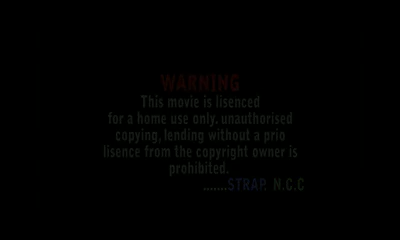 WARNING
This movie is lisenced
for a home use only. unauthorised
copying, lending without a prio
lisence from the copyright owner is
prohibited.
.......STRAP. N.C.C